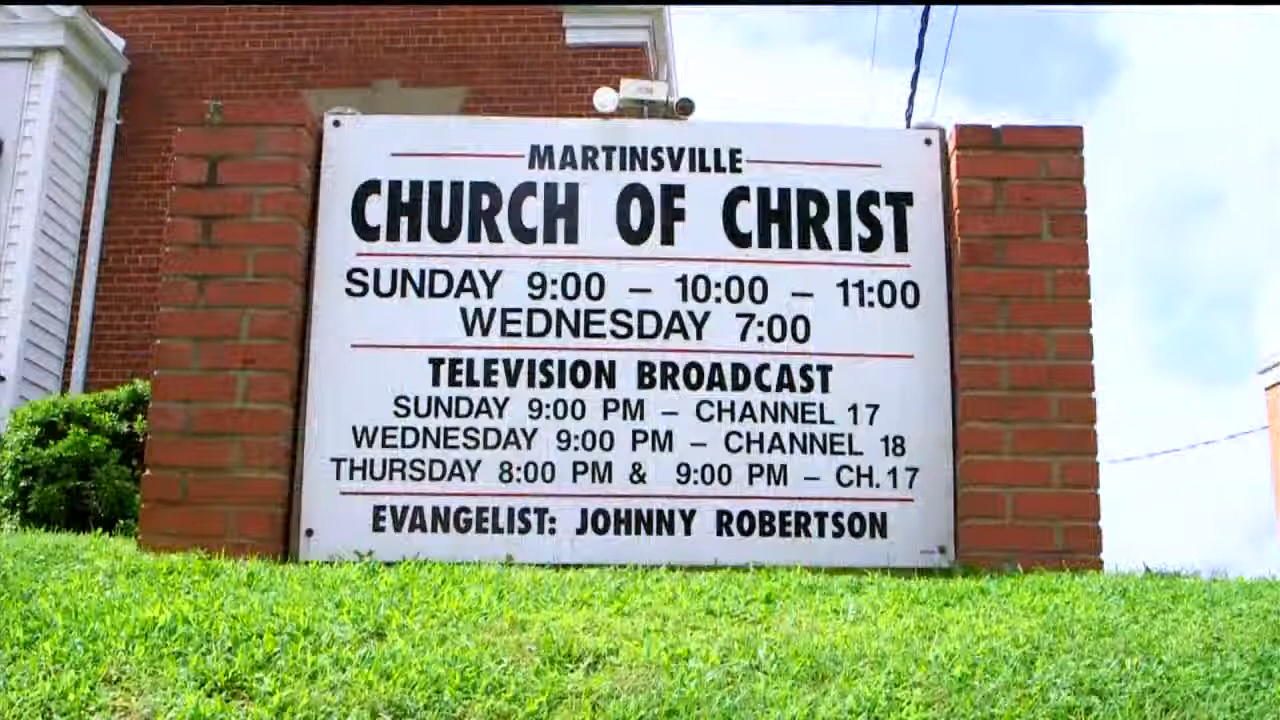 MARTINSVILLE
CHURCH OF CHRIST
SUNDAY 9:00 – 10:00 – 11:00
WEDNESDAY 7:00
TELEVISION BROADCAST
SUNDAY 9:00 PM – CHANNEL 17
WEDNESDAY 9:00 PM – CHANNEL 18
THURSDAY 8:00 PM & 9:00 PM – CH.17
EVANGELIST: JOHNNY ROBERTSON